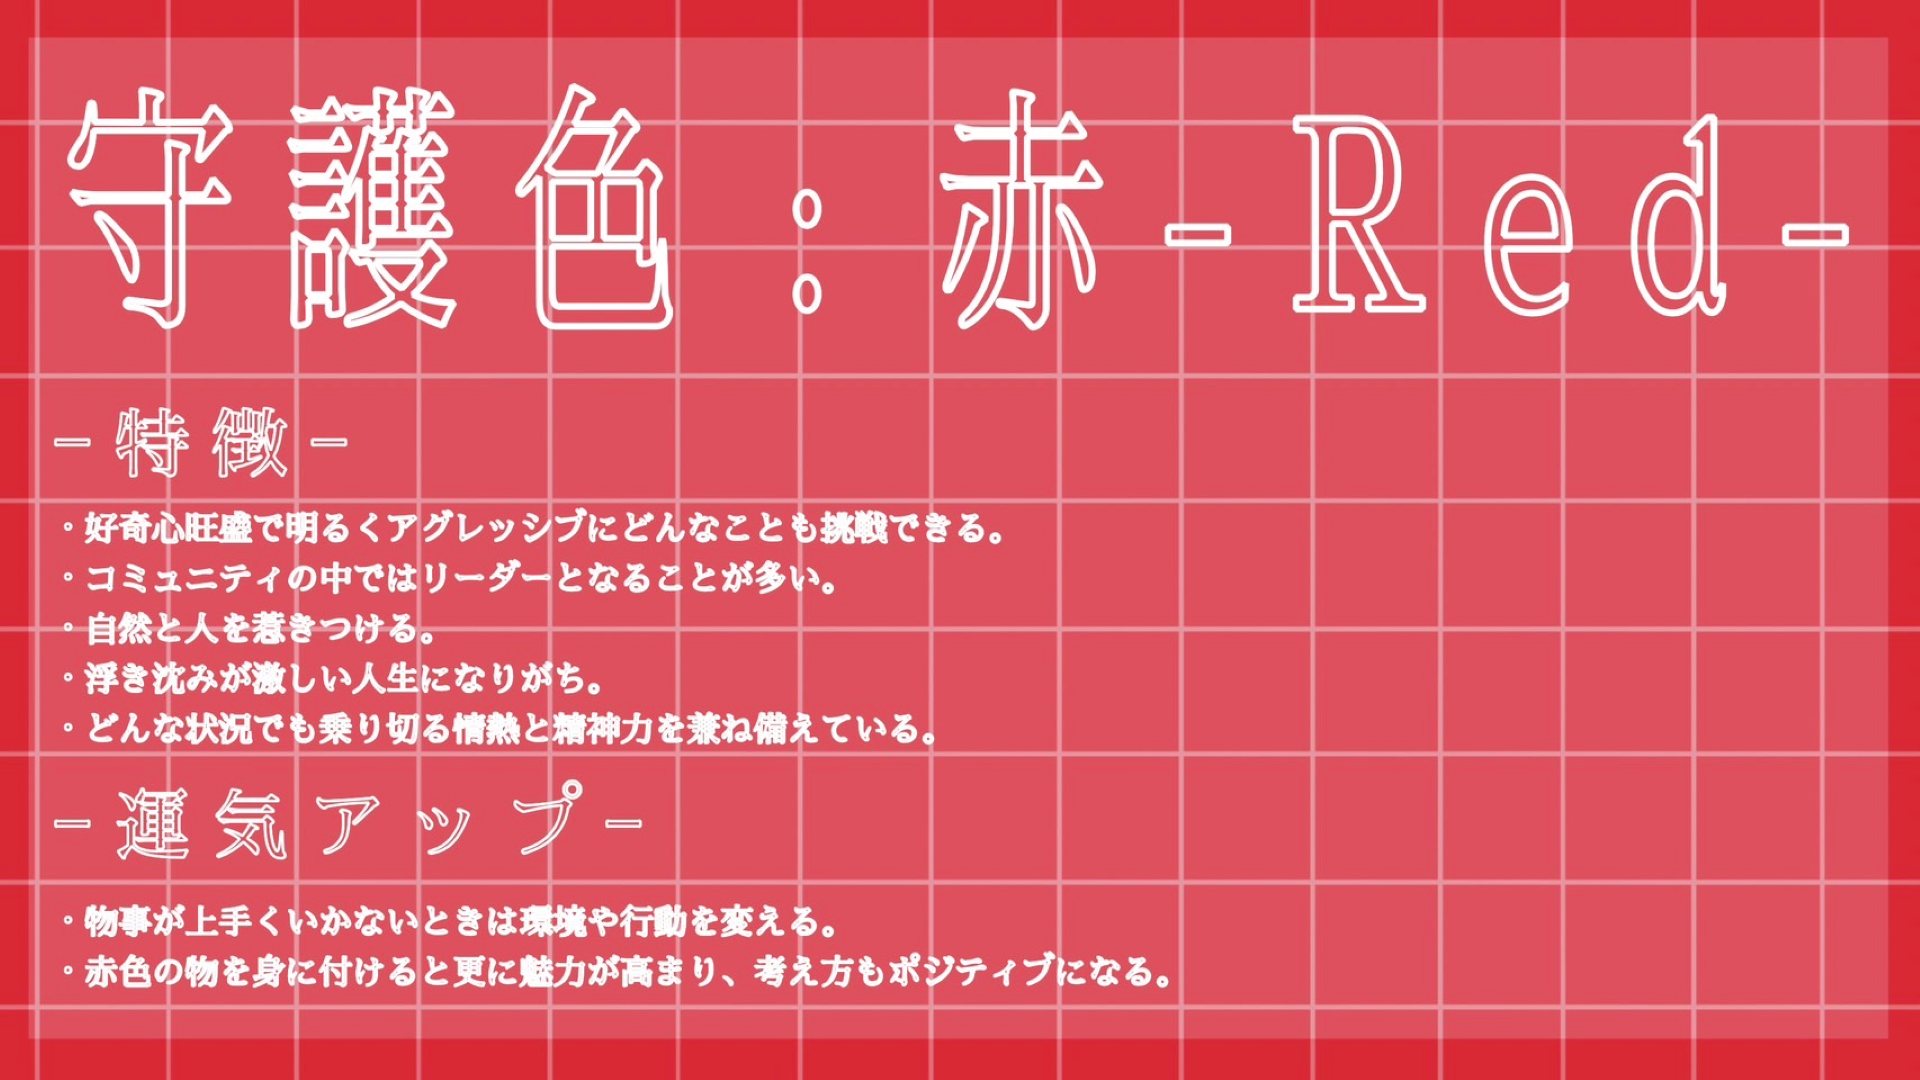 守護色：赤-Red-
-特徴-
・好奇心旺盛で明るくアグレッシブにどんなことも挑戦できる。
・コミュニティの中ではリーダーとなることが多い。
・自然と人を惹きつける。
・浮き沈みが激しい人生になりがち。
・どんな状況でも乗り切る情熱と精神力を兼ね備えている。
-運気アップ-
・物事が上手くいかないときは環境や行動を変える。
・赤色の物を身に付けると更に魅力が高まり、考え方もポジティブになる。